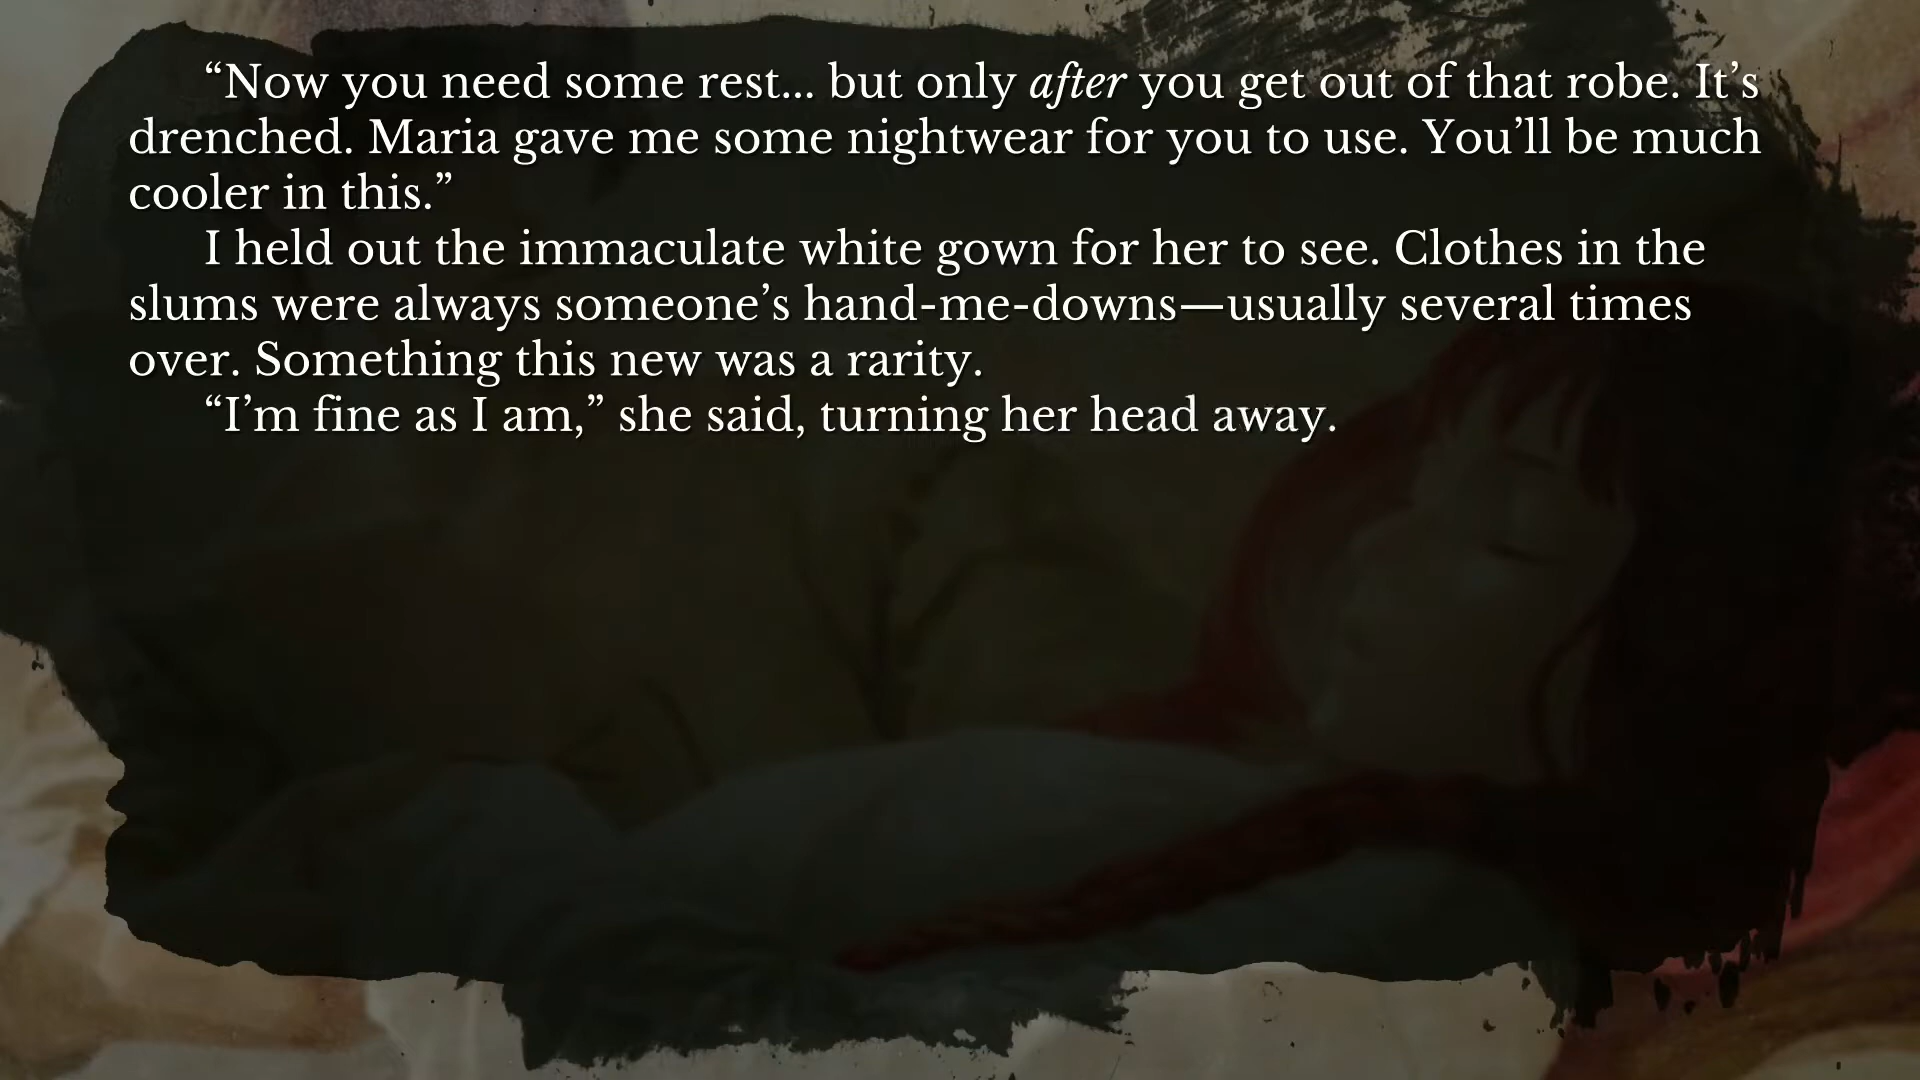 “Now you need some rest... but only after you get out of that robe. It’s
drenched. Maria gave me some nightwear for you to use. You’ll be much
cooler in this.”
I held out the immaculate white gown for her to see. Clothes in the
slums were always someone’s hand-me-downs—usually several times
over. Something this new was a rarity.
“I’m fine as I am,” she said, turning her head away.